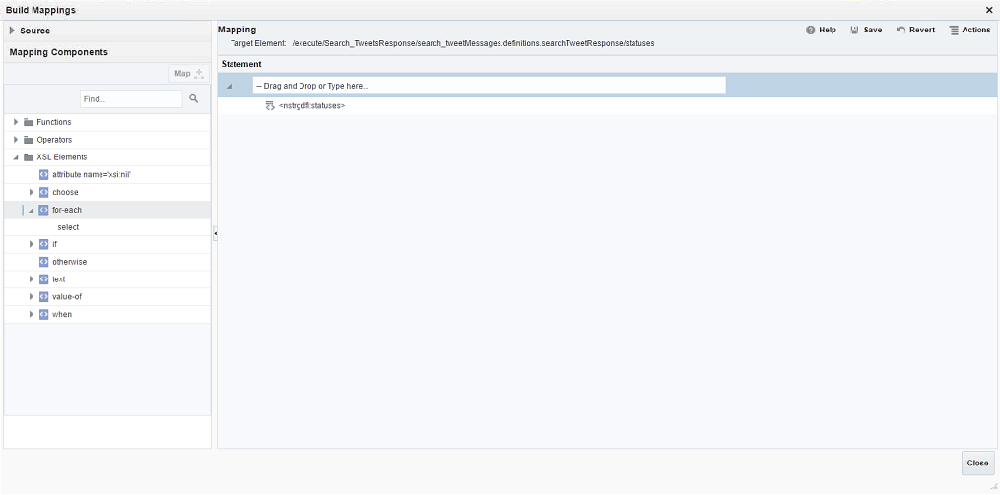 Build Mappings
Source
Mapping Components
Map
Find...
Functions
Operators
XSL Elements
attribute name='xsi:nil'
choose
for-each
select
if
otherwise
text
value-of
when
Mapping
Help Save Revert Actions
Target Element: /execute/Search_TweetsResponse/search_tweetMessages.definitions.searchTweetResponse/statuses
Statement
-- Drag and Drop or Type here...
<nstrgdfl:statuses>
Close